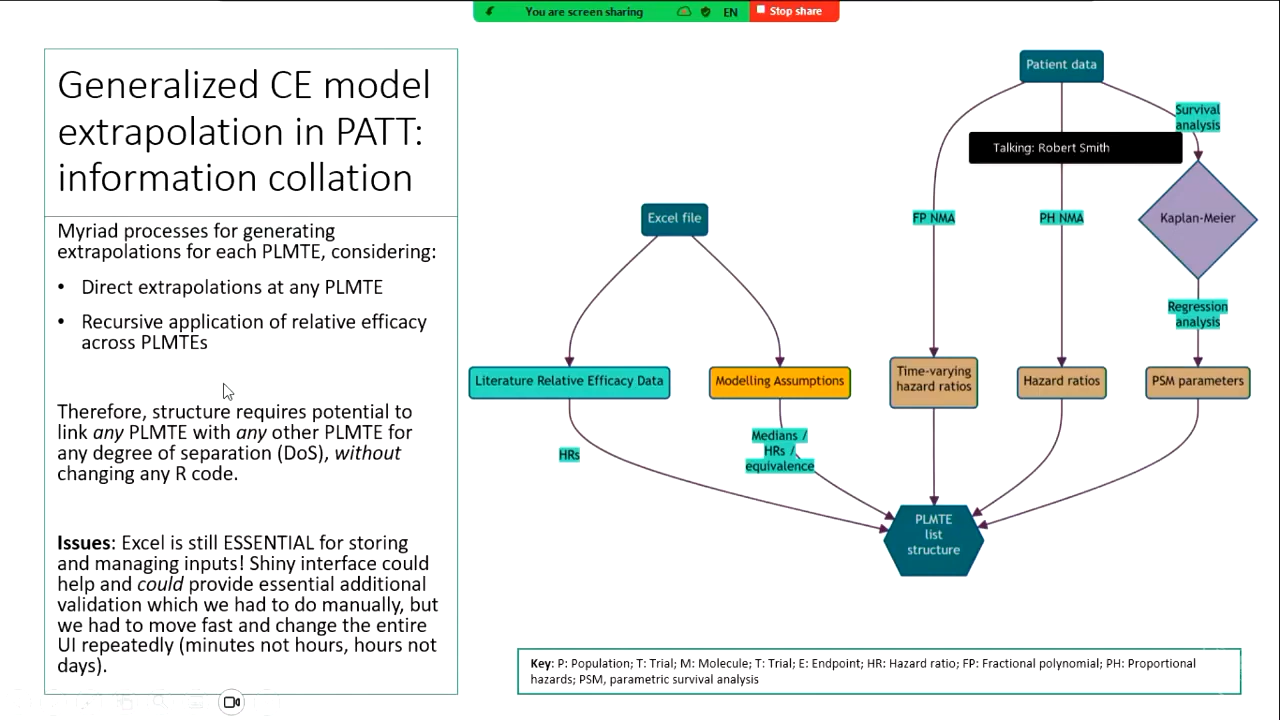 You are screen sharing EN Stop share
Generalized CE model
extrapolation in PATT:
information collation
Myriad processes for generating
extrapolations for each PLMTE, considering:
• Direct extrapolations at any PLMTE
• Recursive application of relative efficacy
across PLMTEs
Therefore, structure requires potential to
link any PLMTE with any other PLMTE for
any degree of separation (DoS), without
changing any R code.
Issues: Excel is still ESSENTIAL for storing
and managing inputs! Shiny interface could
help and could provide essential additional
validation which we had to do manually, but
we had to move fast and change the entire
UI repeatedly (minutes not hours, hours not
days).
Patient data
Survival
analysis
Talking: Robert Smith
Excel file
FP NMA
PH NMA
Kaplan-Meier
Regression
analysis
Literature Relative Efficacy Data
Modelling Assumptions
Time-varying
hazard ratios
Hazard ratios
PSM parameters
HRs
Medians /
HRs /
equivalence
PLMTE
list
structure
Key: P: Population; T: Trial; M: Molecule; T: Trial; E: Endpoint; HR: Hazard ratio; FP: Fractional polynomial; PH: Proportional
hazards; PSM, parametric survival analysis